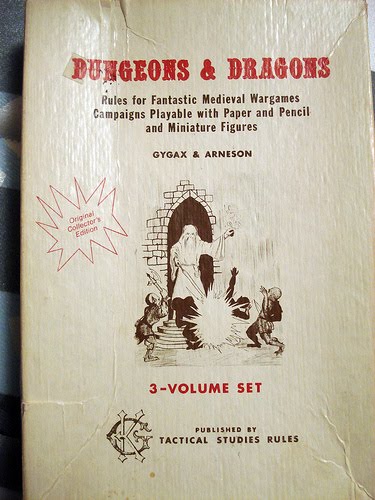 DUNGEONS & DRAGONS
Rules for Fantastic Medieval Wargames
Campaigns Playable with Paper and Pencil
and Miniature Figures
GYGAX & ARNESON
Original
Collector's
Edition
3-VOLUME SET
PUBLISHED BY
TACTICAL STUDIES RULES